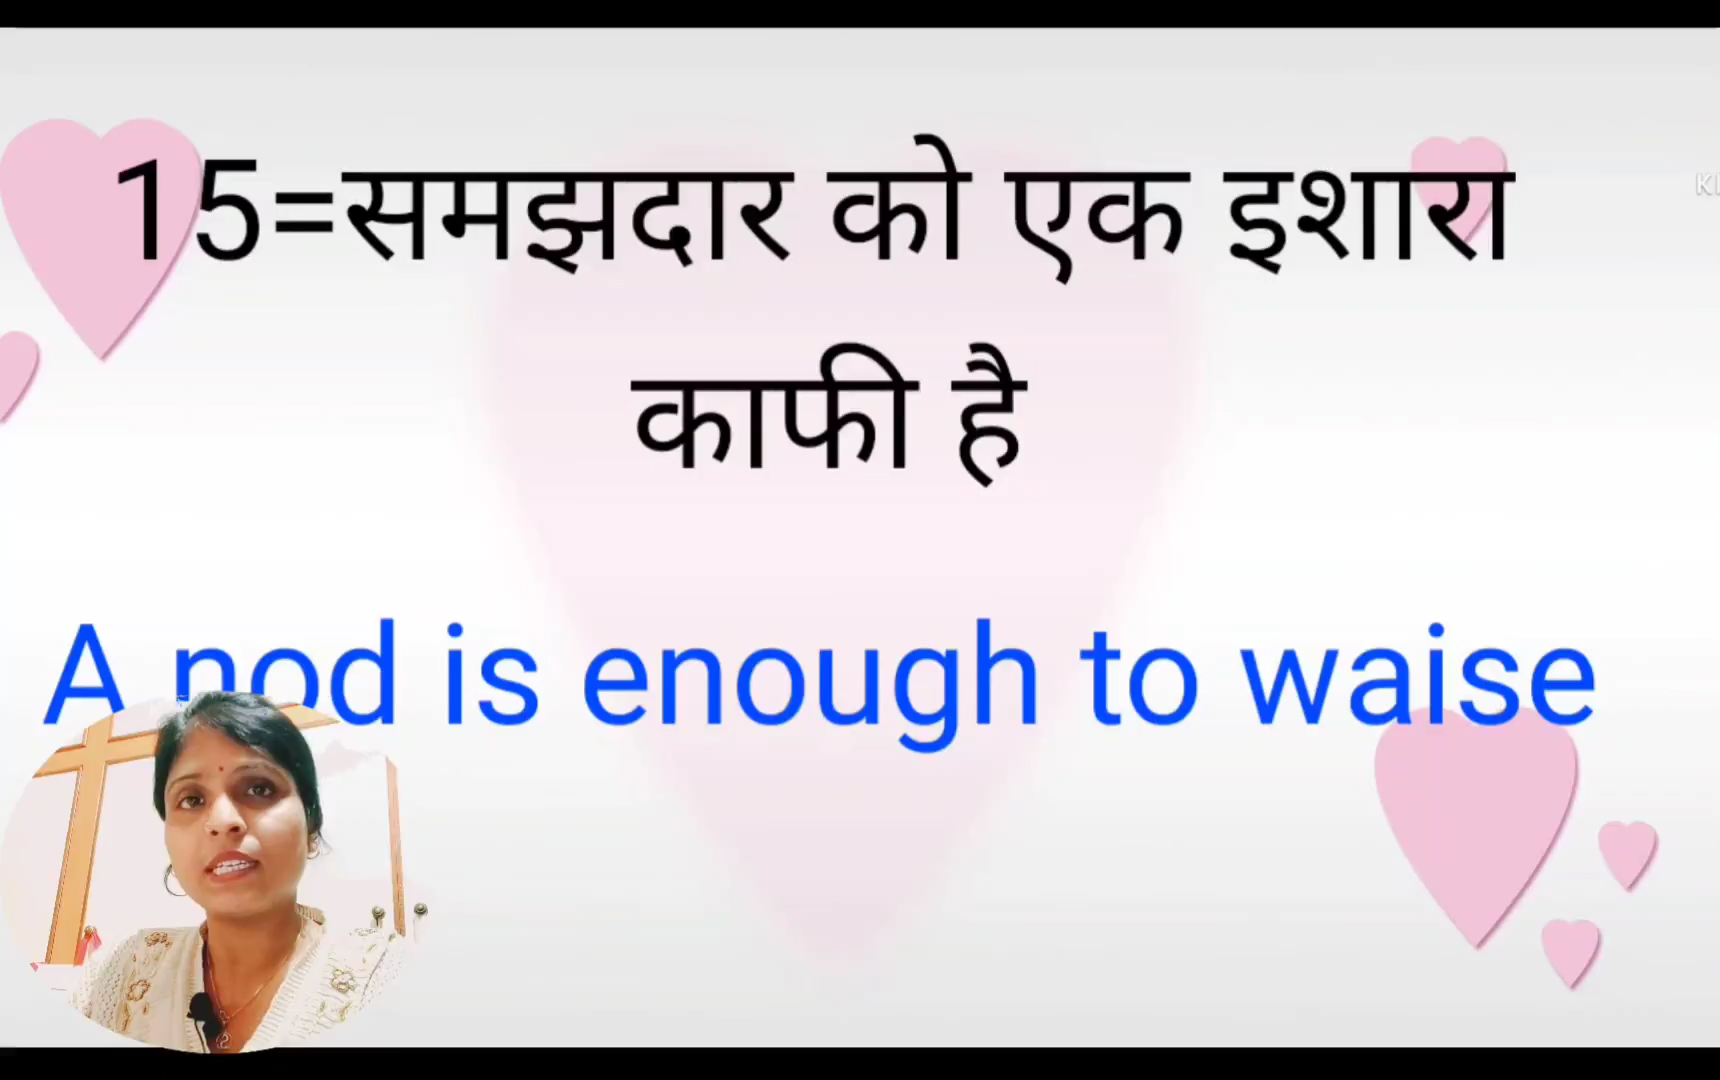 15=समझदार को एक इशारा
काफी है
A nod is enough to waise